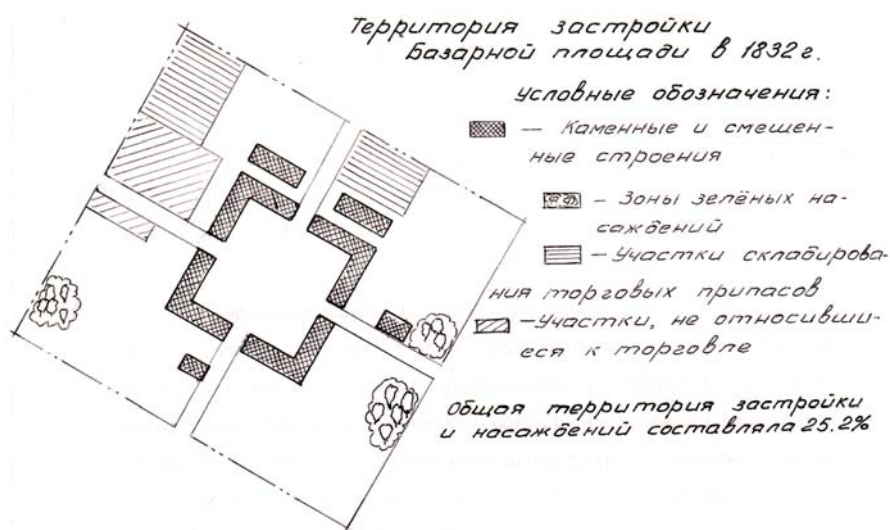 Территория застройки
Базарной площади в 1832 г.
Условные обозначения:
— Каменные и смешен-
ные строения
— Зоны зелёных на-
саждений
— Участки складирова-
ния торговых припасов
— Участки, не относивши-
еся к торговле
Общая территория застройки
и насаждений составляла 25.2%